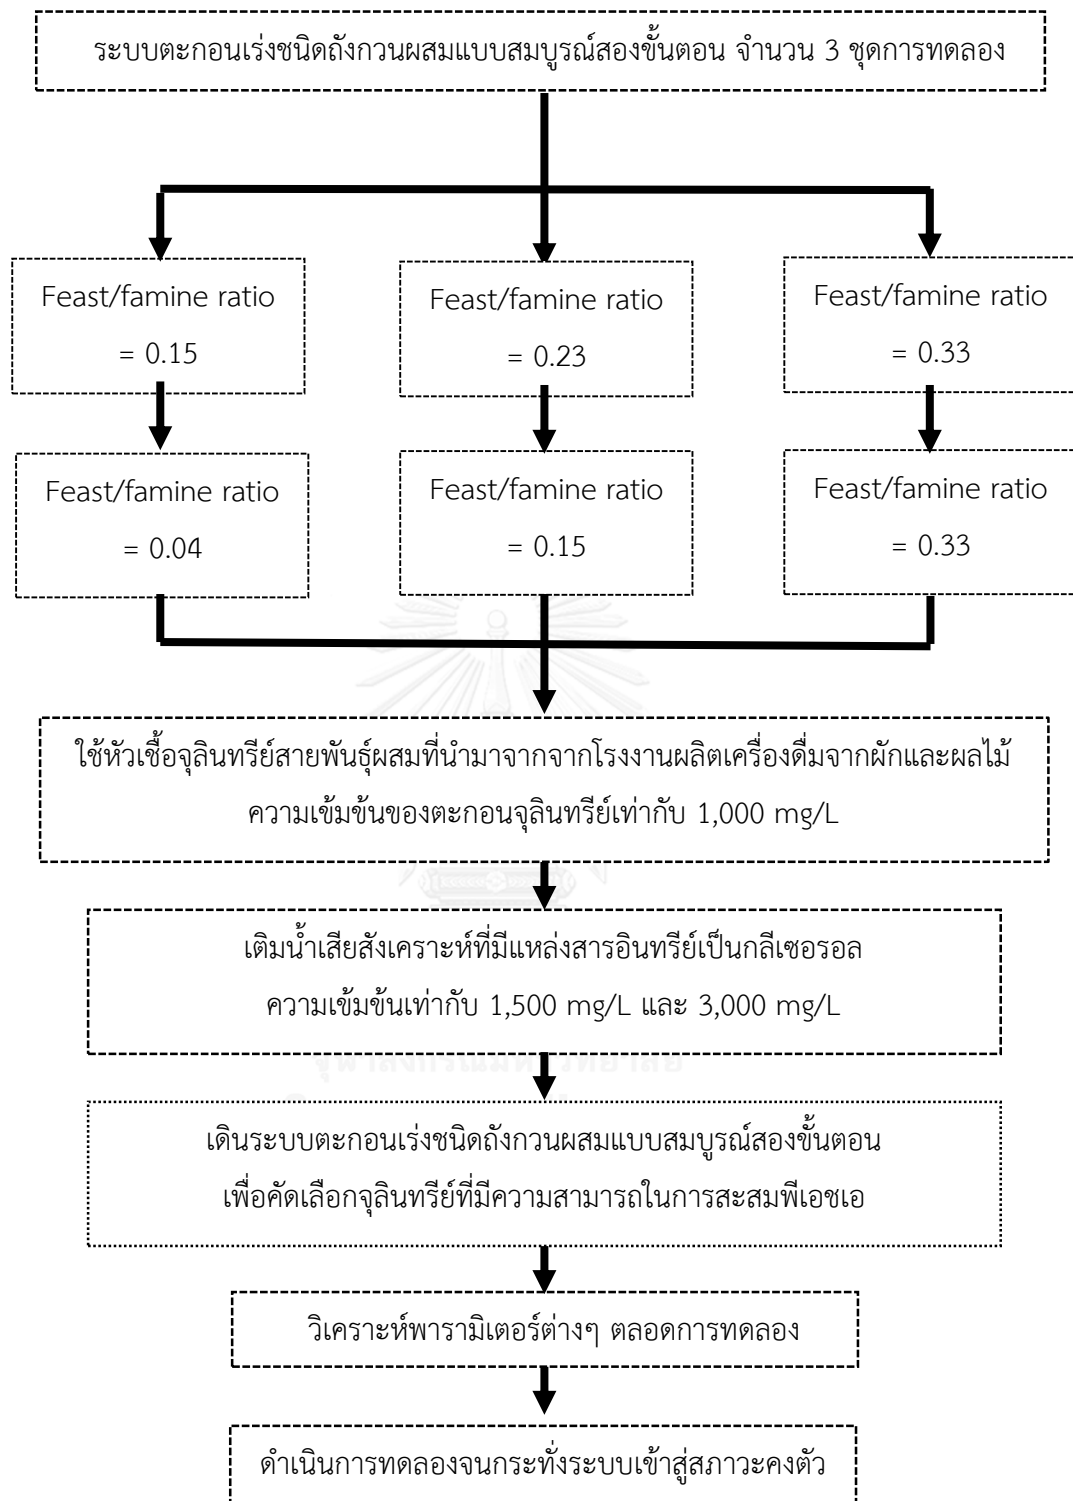 ระบบตะกอนเร่งชนิดถังกวนผสมแบบสมบูรณ์สองขั้นตอน จำนวน 3 ชุดการทดลอง
Feast/famine ratio
= 0.15
Feast/famine ratio
= 0.23
Feast/famine ratio
= 0.33
Feast/famine ratio
= 0.04
Feast/famine ratio
= 0.15
Feast/famine ratio
= 0.33
ใช้หัวเชื้อจุลินทรีย์สายพันธุ์ผสมที่นำมาจากจากโรงงานผลิตเครื่องดื่มจากผักและผลไม้
ความเข้มข้นของตะกอนจุลินทรีย์เท่ากับ 1,000 mg/L
เติมน้ำเสียสังเคราะห์ที่มีแหล่งสารอินทรีย์เป็นกลีเซอรอล
ความเข้มข้นเท่ากับ 1,500 mg/L และ 3,000 mg/L
จุฬาลงกรณ์มหาวิทยาลัย
เดินระบบตะกอนเร่งชนิดถังกวนผสมแบบสมบูรณ์สองขั้นตอน
เพื่อคัดเลือกจุลินทรีย์ที่มีความสามารถในการสะสมพีเอชเอ
วิเคราะห์พารามิเตอร์ต่างๆ ตลอดการทดลอง
ดำเนินการทดลองจนกระทั่งระบบเข้าสู่สภาวะคงตัว